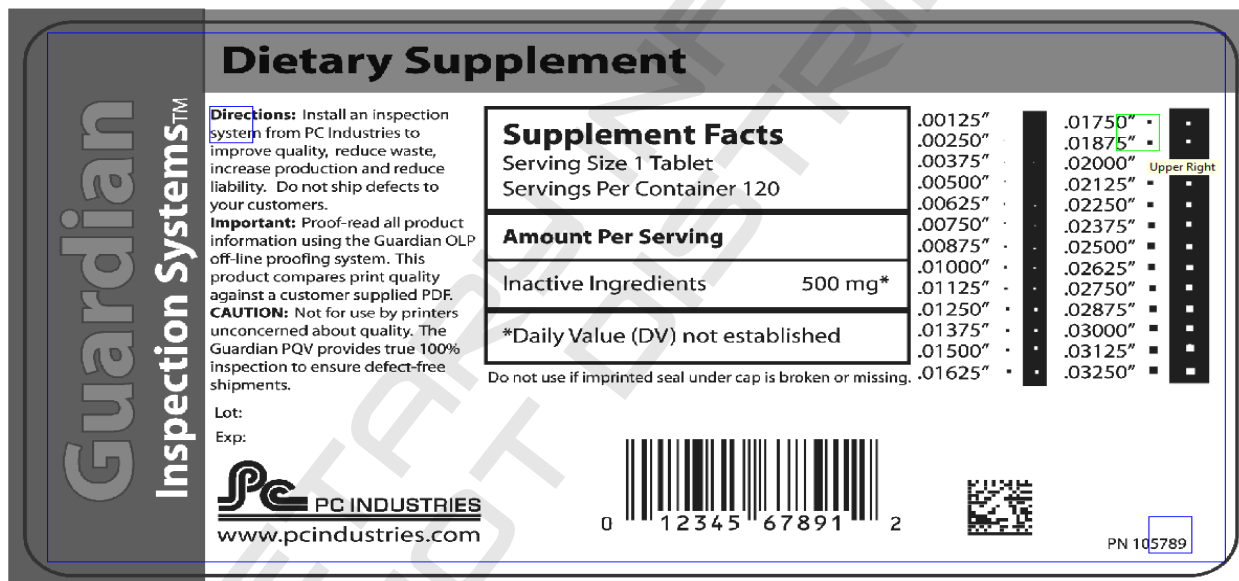 Guardian
Inspection Systems™
Dietary Supplement
Directions: Install an inspection
system from PC Industries to
improve quality, reduce waste,
increase production and reduce
liability. Do not ship defects to
your customers.
Important: Proof-read all product
information using the Guardian OLP
off-line proofing system. This
product compares print quality
against a customer supplied PDF.
CAUTION: Not for use by printers
unconcerned about quality. The
Guardian PQV provides true 100%
inspection to ensure defect-free
shipments.
Lot:
Exp:
PC PC INDUSTRIES
www.pcindustries.com
Supplement Facts
Serving Size 1 Tablet
Servings Per Container 120
Amount Per Serving
Inactive Ingredients 500 mg*
*Daily Value (DV) not established
Do not use if imprinted seal under cap is broken or missing.
0 12345 67891 2
.00125"
.00250"
.00375"
.00500"
.00625"
.00750"
.00875"
.01000"
.01125"
.01250"
.01375"
.01500"
.01625"
.01750"
.01875"
.02000"
Upper Right
.02125"
.02250"
.02375"
.02500"
.02625"
.02750"
.02875"
.03000"
.03125"
.03250"
PN 105789